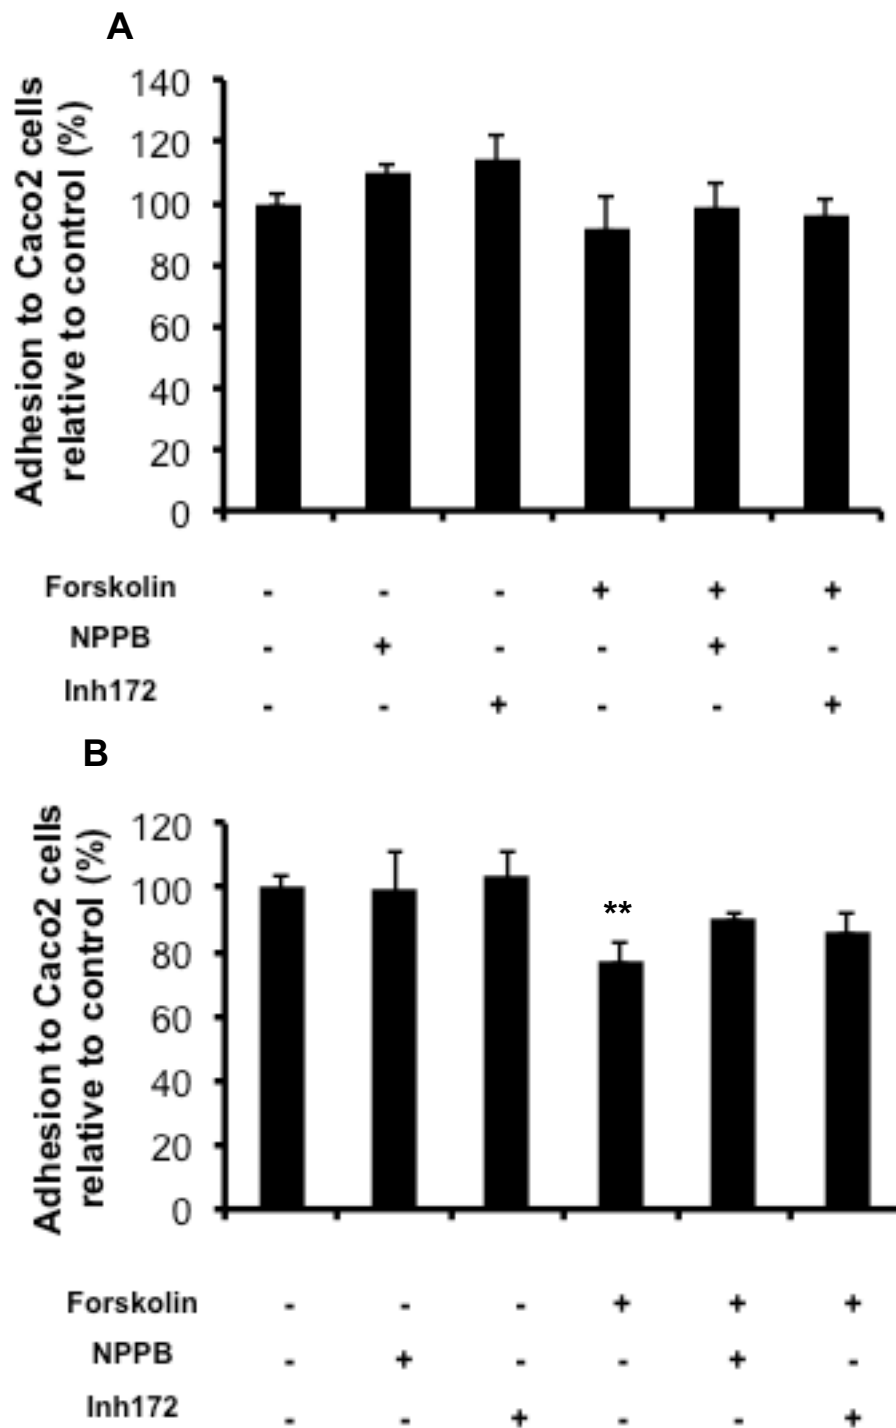 A
Adhesion to Caco2 cells
relative to control (%)
140
120
100
80
60
40
20
0
Forskolin - - - + + +
NPPB - + - - + -
Inh172 - - + - - +
B
Adhesion to Caco2 cells
relative to control (%)
120
100
80
60
40
20
0
**
Forskolin - - - + + +
NPPB - + - - + -
Inh172 - - + - - +